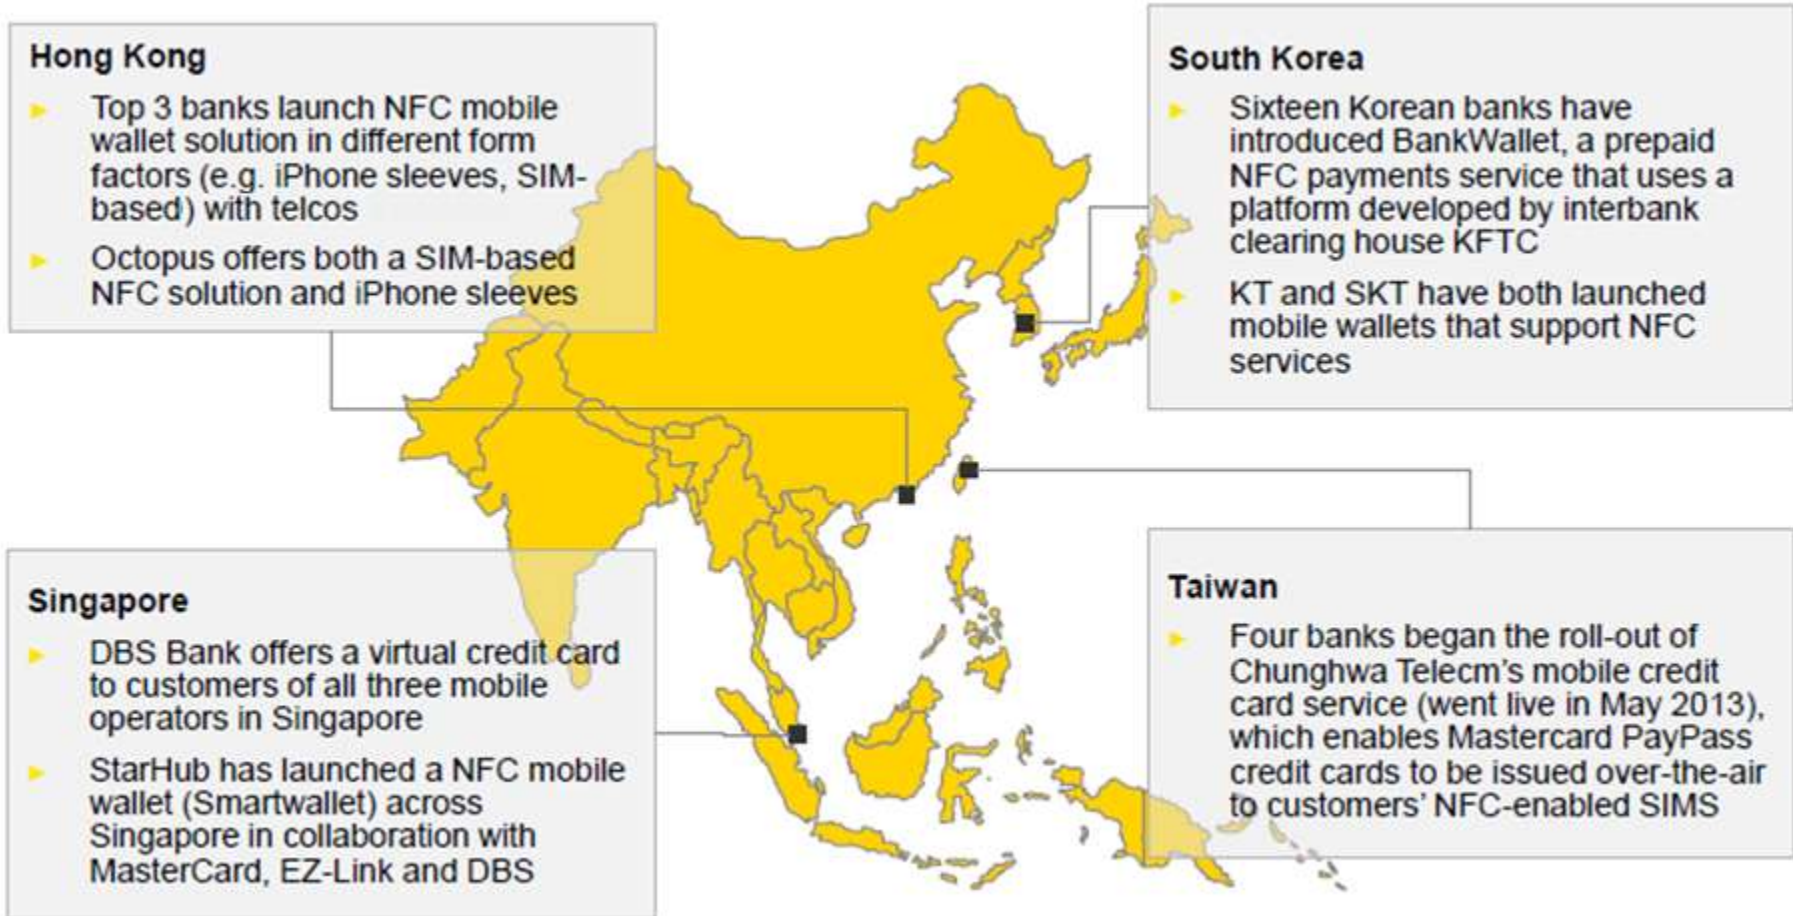 Hong Kong
► Top 3 banks launch NFC mobile
wallet solution in different form
factors (e.g. iPhone sleeves, SIM-
based) with telcos
► Octopus offers both a SIM-based
NFC solution and iPhone sleeves
South Korea
► Sixteen Korean banks have
introduced BankWallet, a prepaid
NFC payments service that uses a
platform developed by interbank
clearing house KFTC
► KT and SKT have both launched
mobile wallets that support NFC
services
Singapore
► DBS Bank offers a virtual credit card
to customers of all three mobile
operators in Singapore
► StarHub has launched a NFC mobile
wallet (Smartwallet) across
Singapore in collaboration with
MasterCard, EZ-Link and DBS
Taiwan
► Four banks began the roll-out of
Chunghwa Telecm's mobile credit
card service (went live in May 2013),
which enables Mastercard PayPass
credit cards to be issued over-the-air
to customers' NFC-enabled SIMS